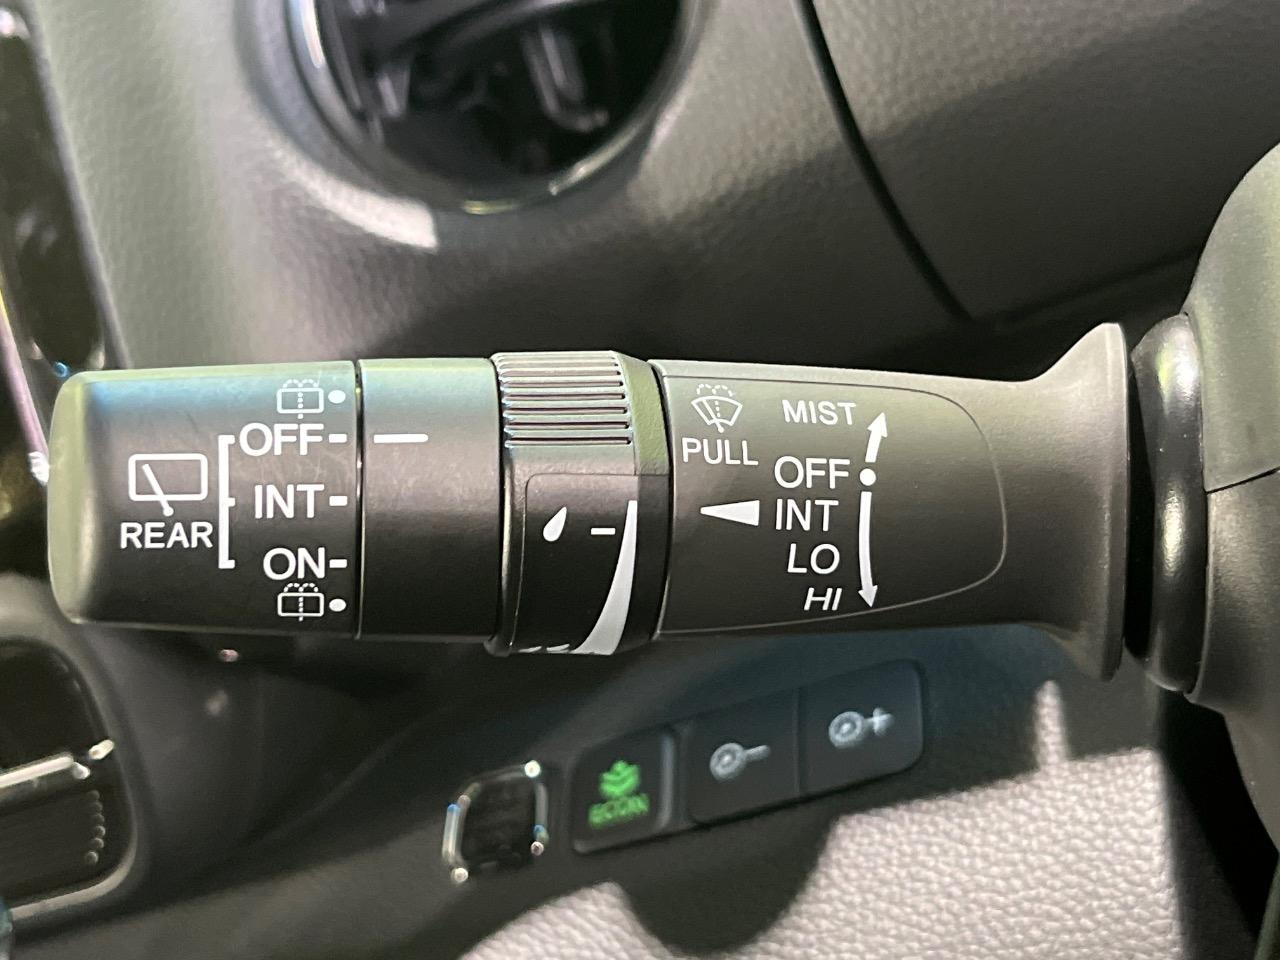 OFF
INT
REAR
ON
PULL
MIST
OFF
INT
LO
HI
ECON